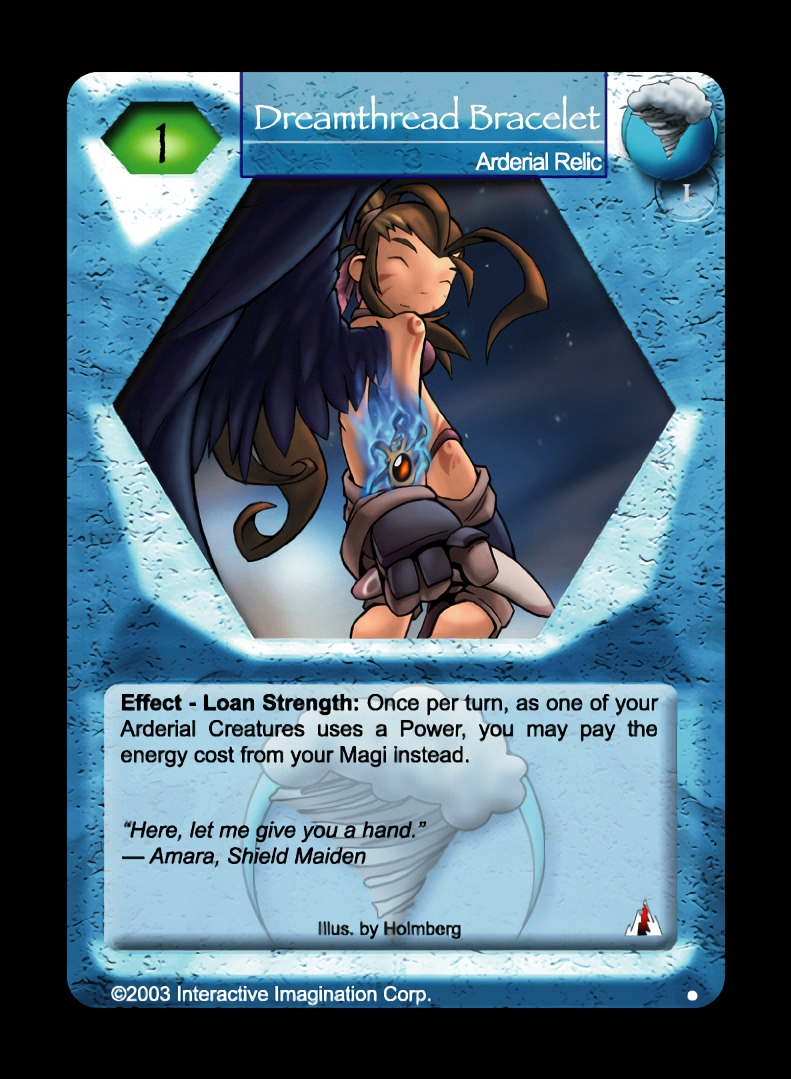 1
Dreamthread Bracelet
Arderial Relic
1
Effect - Loan Strength: Once per turn, as one of your
Arderial Creatures uses a Power, you may pay the
energy cost from your Magi instead.
“Here, let me give you a hand.”
— Amara, Shield Maiden
Illus. by Holmberg
©2003 Interactive Imagination Corp.